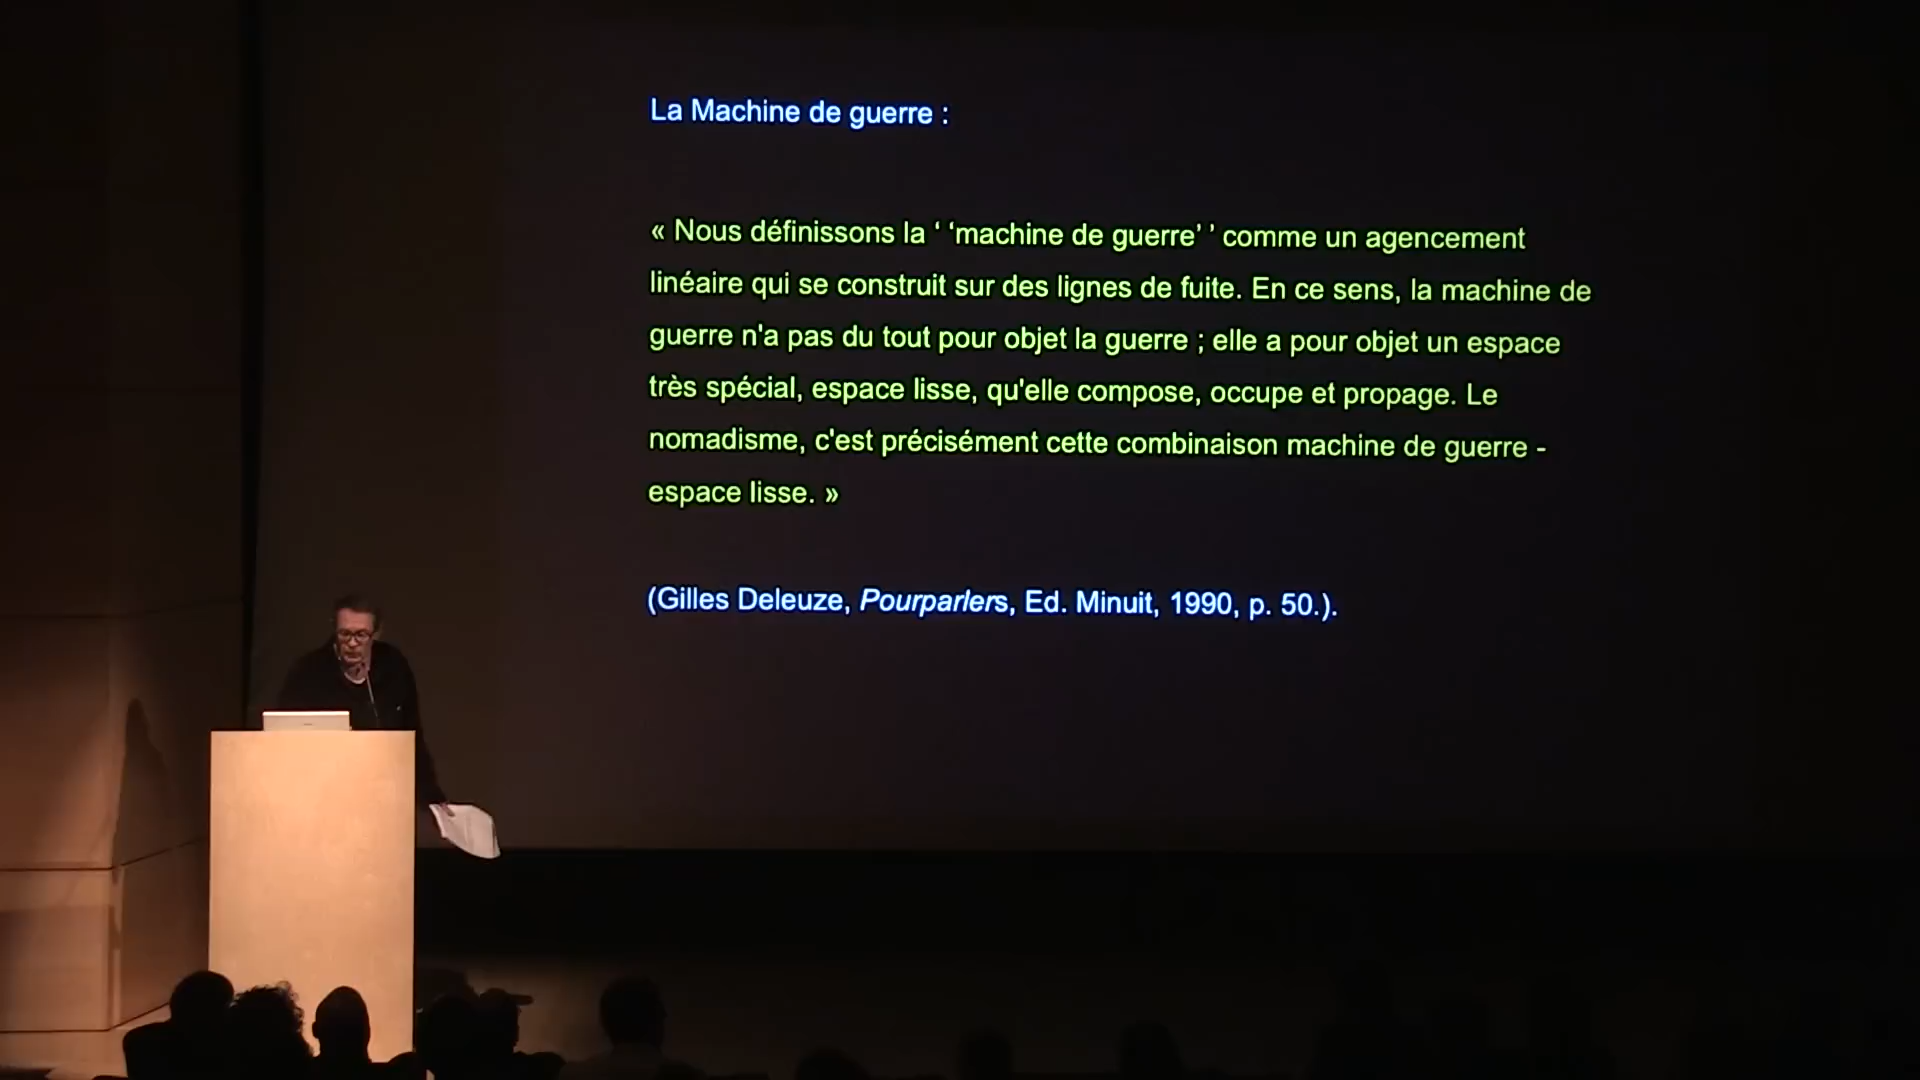 La Machine de guerre :
« Nous définissons la ‘ ‘machine de guerre’ ’ comme un agencement
linéaire qui se construit sur des lignes de fuite. En ce sens, la machine de
guerre n'a pas du tout pour objet la guerre ; elle a pour objet un espace
très spécial, espace lisse, qu'elle compose, occupe et propage. Le
nomadisme, c'est précisément cette combinaison machine de guerre -
espace lisse. »
(Gilles Deleuze, Pourparlers, Ed. Minuit, 1990, p. 50.).